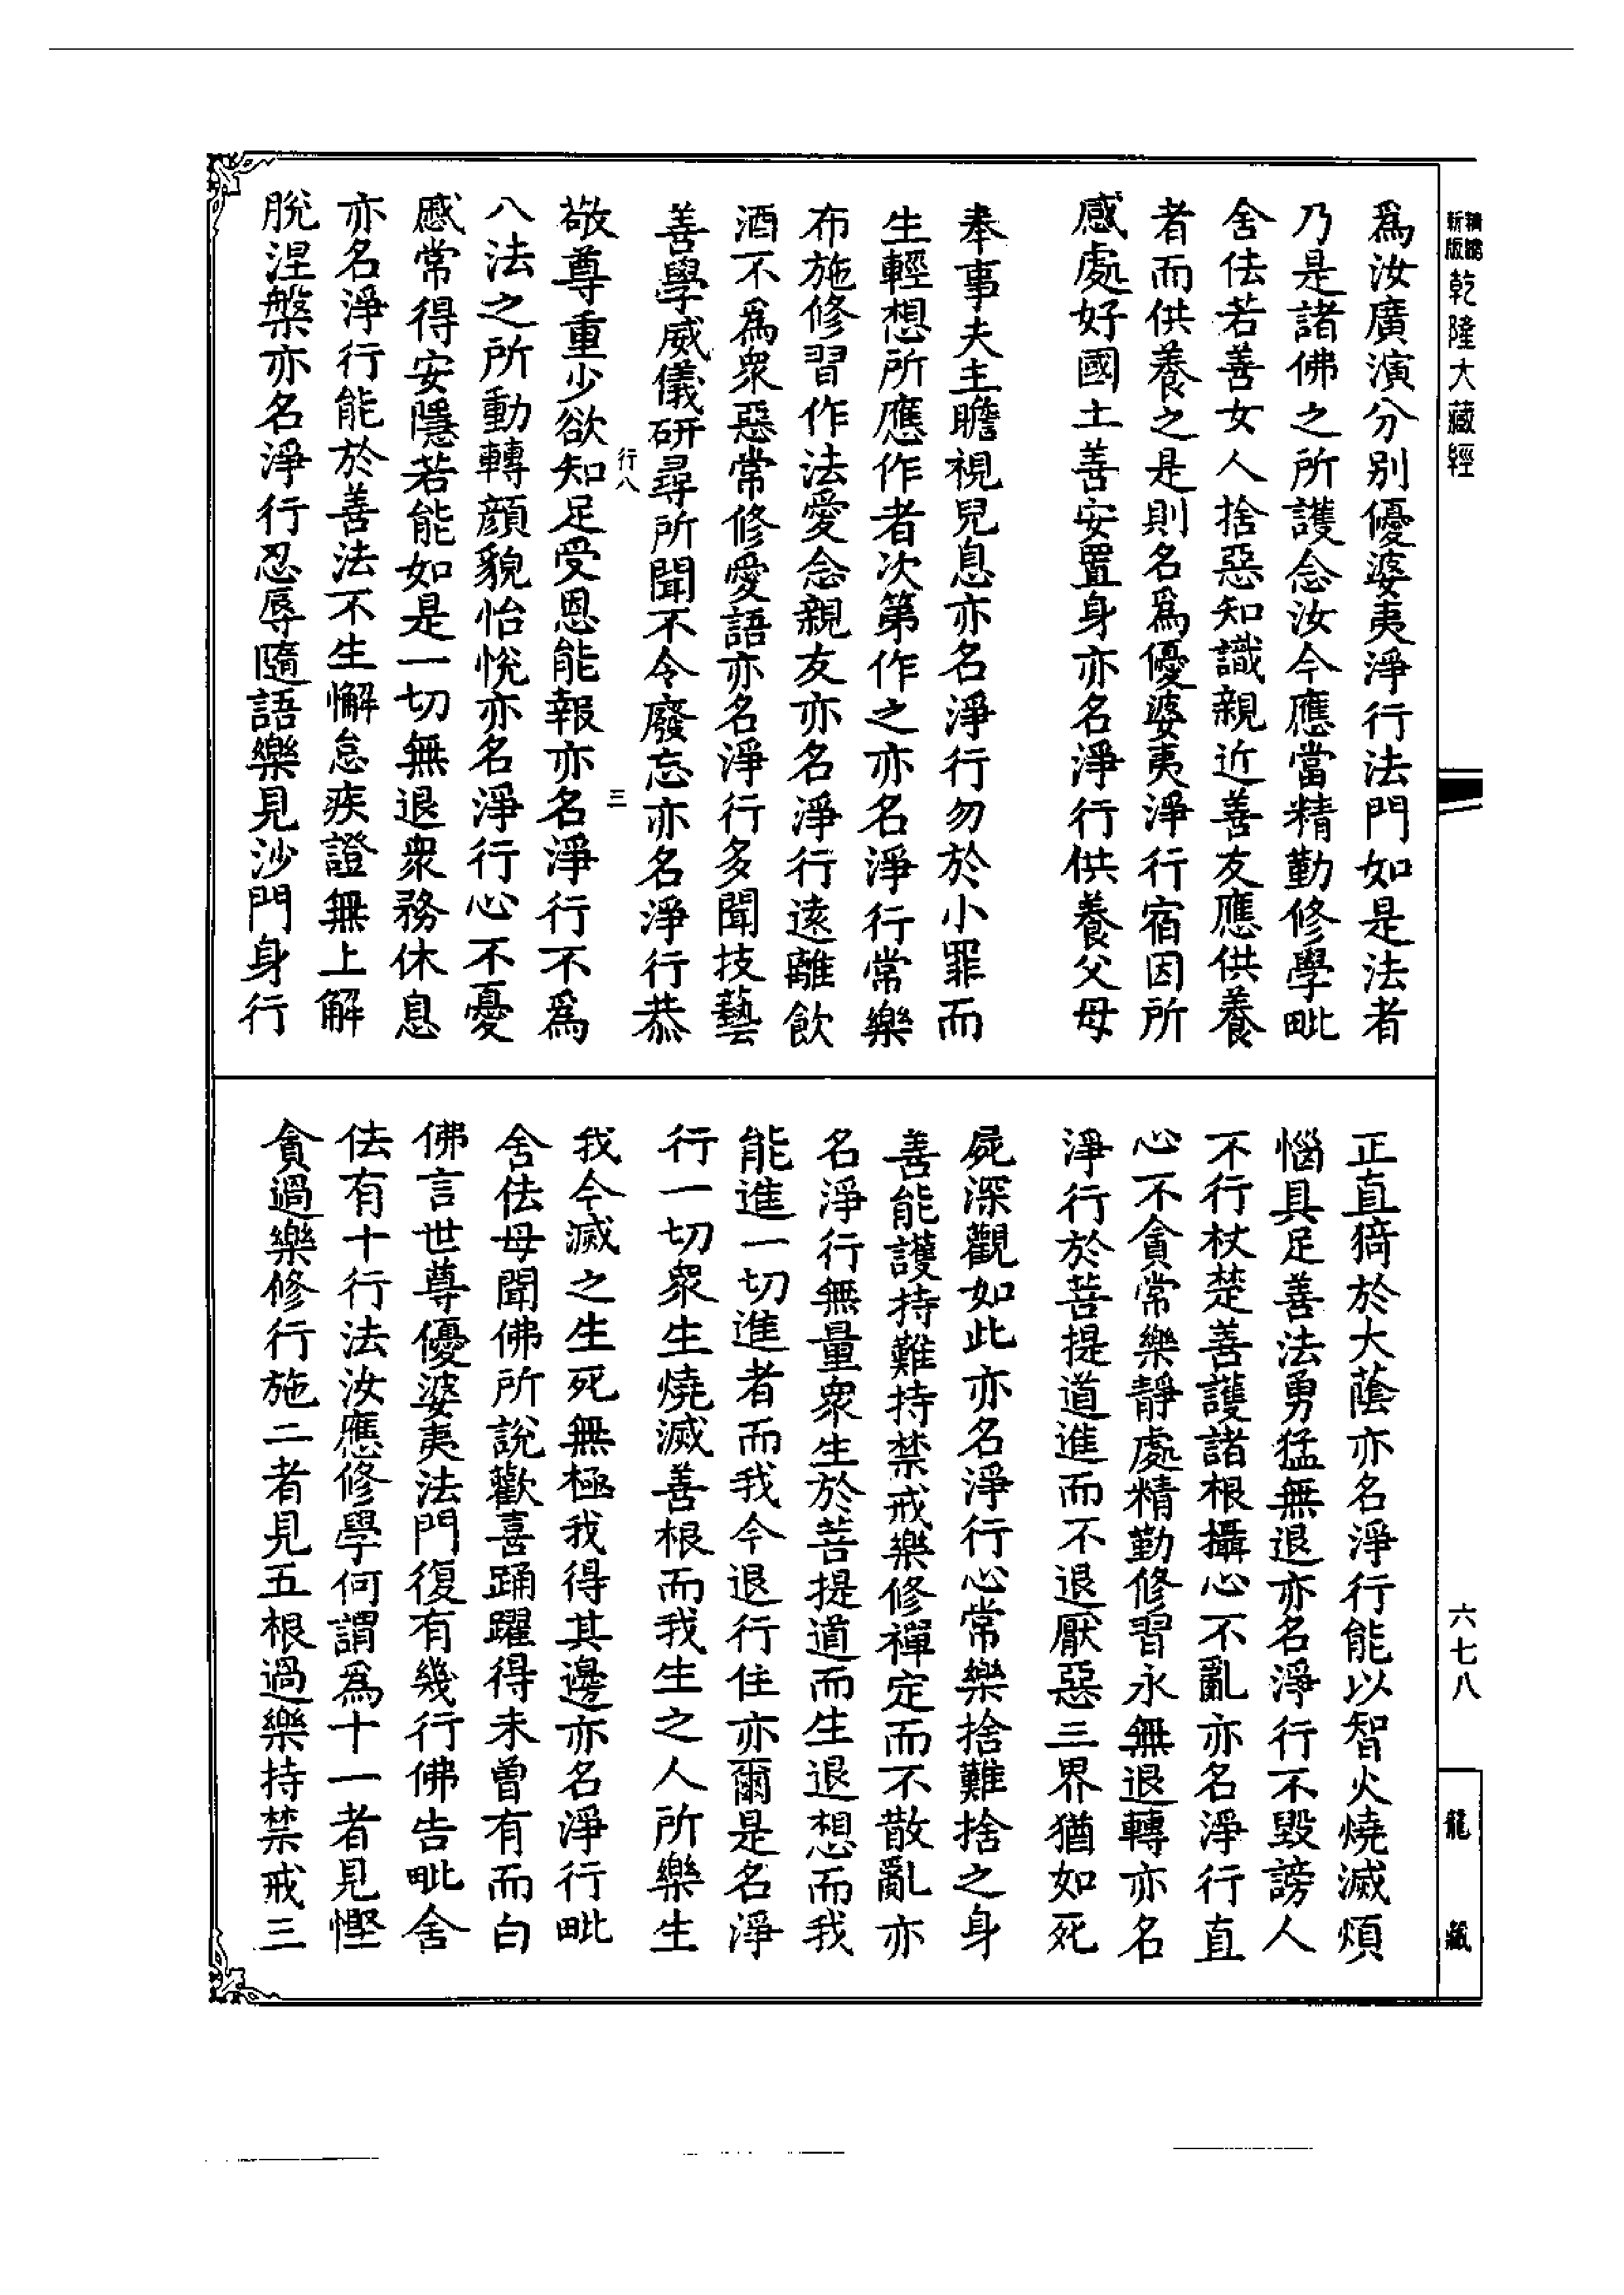 精縮
新版
乾隆大藏經
為汝廣演分別優婆夷淨行法門如是法者
乃是諸佛之所護念汝今應當精勤修學毗
舍佉若善女人捨惡知識親近善友應供養
者而供養之是則名為優婆夷淨行宿因所
感處好國土善安置身亦名淨行供養父母
奉事夫主瞻視兒息亦名淨行勿於小罪而
生輕想所應作者次第作之亦名淨行常樂
布施修習作法愛念親友亦名淨行遠離飲
酒不為衆惡常修愛語亦名淨行多聞技藝
善學威儀研尋所聞不令廢忘亦名淨行恭
行八
三
敬尊重少欲知足受恩能報亦名淨行不為
八法之所動轉顏貌怡悅亦名淨行心不憂
慼常得安隱若能如是一切無退衆務休息
亦名淨行能於善法不生懈怠疾證無上解
脫涅槃亦名淨行忍辱隨語樂見沙門身行
正直猗於大蔭亦名淨行能以智火燒滅煩
惱具足善法勇猛無退亦名淨行不毀謗人
不行杖楚善護諸根攝心不亂亦名淨行直
心不貪常樂靜處精勤修習永無退轉亦名
淨行於菩提道進而不退厭惡三界猶如死
屍深觀如此亦名淨行心常樂捨難捨之身
善能護持難持禁戒樂修禪定而不散亂亦
名淨行無量衆生於菩提道而生退想而我
能進一切進者而我今退行住亦爾是名淨
行一切衆生燒滅善根而我生之人所樂生
我今滅之生死無極我得其邊亦名淨行毗
舍佉母聞佛所說歡喜踊躍得未曾有而白
佛言世尊優婆夷法門復有幾行佛告毗舍
佉有十行法汝應修學何謂為十一者見慳
貪過樂修行施二者見五根過樂持禁戒三
六七八
龍藏